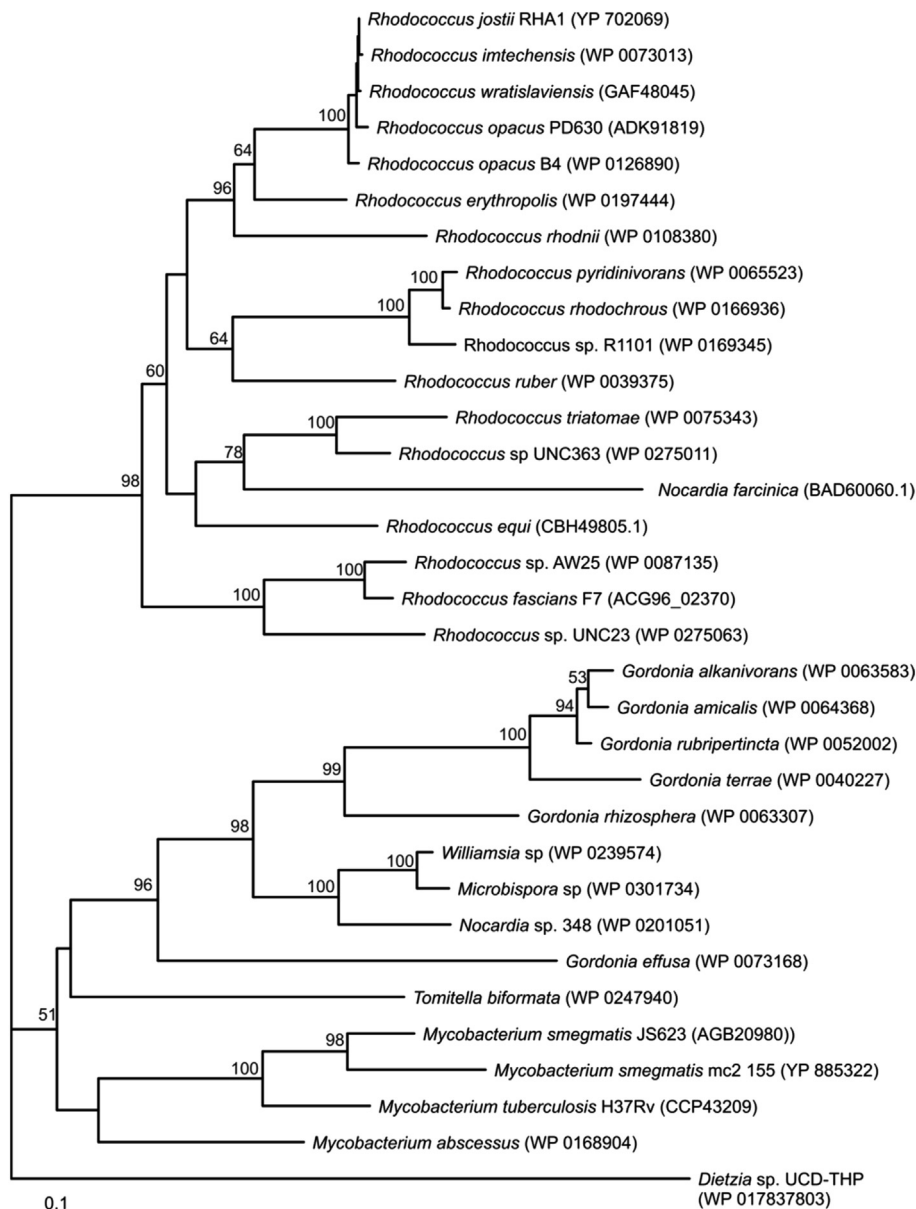 Rhodococcus jostii RHA1 (YP 702069)
Rhodococcus imtechensis (WP 0073013)
Rhodococcus wratislaviensis (GAF48045)
100
Rhodococcus opacus PD630 (ADK91819)
64
Rhodococcus opacus B4 (WP 0126890)
96
Rhodococcus erythropolis (WP 0197444)
Rhodococcus rhodnii (WP 0108380)
100
Rhodococcus pyridinivorans (WP 0065523)
100
Rhodococcus rhodochrous (WP 0166936)
64
Rhodococcus sp. R1101 (WP 0169345)
60
Rhodococcus ruber (WP 0039375)
100
Rhodococcus triatomae (WP 0075343)
78
Rhodococcus sp UNC363 (WP 0275011)
98
Nocardia farcinica (BAD60060.1)
Rhodococcus equi (CBH49805.1)
100
Rhodococcus sp. AW25 (WP 0087135)
100
Rhodococcus fascians F7 (ACG96_02370)
Rhodococcus sp. UNC23 (WP 0275063)
53
Gordonia alkanivorans (WP 0063583)
94
Gordonia amicalis (WP 0064368)
100
Gordonia rubripertincta (WP 0052002)
99
Gordonia terrae (WP 0040227)
98
Gordonia rhizosphera (WP 0063307)
100
Williamsia sp (WP 0239574)
96
100
Microbispora sp (WP 0301734)
Nocardia sp. 348 (WP 0201051)
Gordonia effusa (WP 0073168)
Tomitella biformata (WP 0247940)
51
98
Mycobacterium smegmatis JS623 (AGB20980))
100
Mycobacterium smegmatis mc2 155 (YP 885322)
Mycobacterium tuberculosis H37Rv (CCP43209)
Mycobacterium abscessus (WP 0168904)
Dietzia sp. UCD-THP
(WP 017837803)
0.1